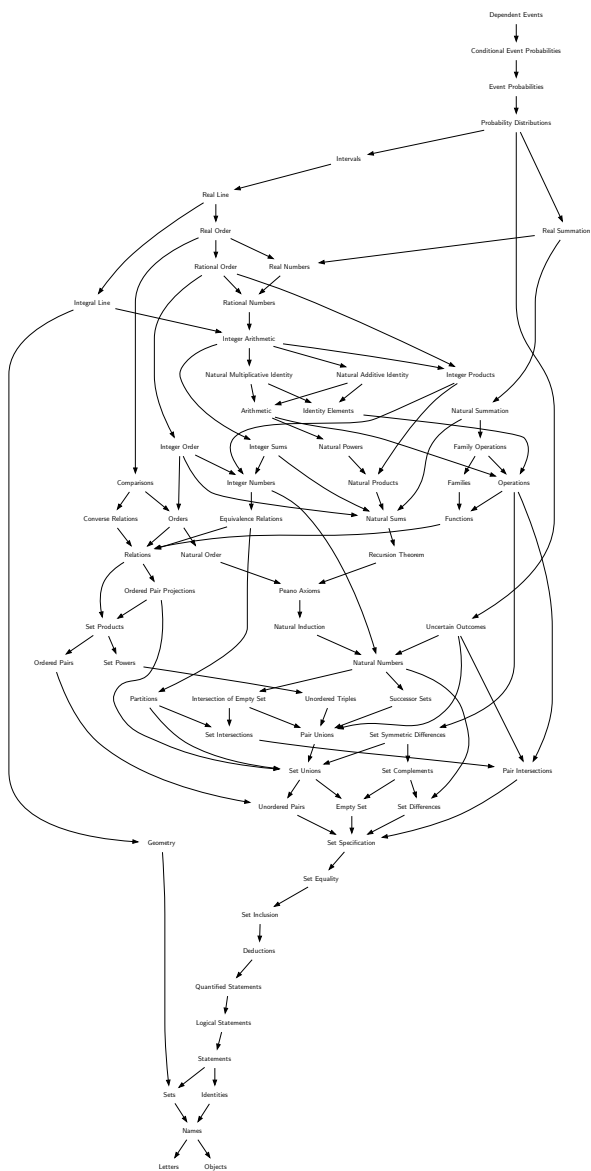 Dependent Events
Conditional Event Probabilities
Event Probabilities
Probability Distributions
Intervals
Real Line
Real Order
Real Summation
Rational Order
Real Numbers
Integral Line
Rational Numbers
Integer Arithmetic
Natural Multiplicative Identity
Natural Additive Identity
Integer Products
Arithmetic
Identity Elements
Natural Summation
Integer Order
Integer Sums
Natural Powers
Family Operations
Comparisons
Integer Numbers
Natural Products
Families
Operations
Converse Relations
Orders
Equivalence Relations
Natural Sums
Functions
Relations
Natural Order
Recursion Theorem
Ordered Pair Projections
Peano Axioms
Set Products
Natural Induction
Uncertain Outcomes
Ordered Pairs
Set Powers
Natural Numbers
Partitions
Intersection of Empty Set
Unordered Triples
Successor Sets
Set Intersections
Pair Unions
Set Symmetric Differences
Set Unions
Set Complements
Pair Intersections
Unordered Pairs
Empty Set
Set Differences
Geometry
Set Specification
Set Equality
Set Inclusion
Deductions
Quantified Statements
Logical Statements
Statements
Sets
Identities
Names
Letters
Objects